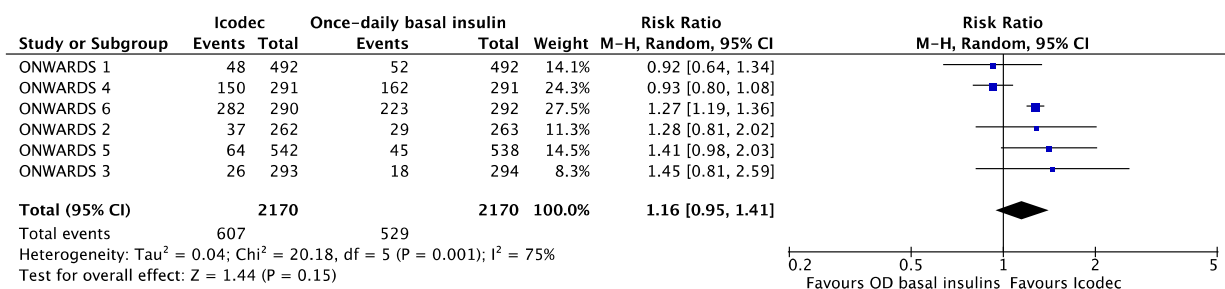 Icodec Once-daily basal insulin Risk Ratio Risk Ratio
Study or Subgroup Events Total Events Total Weight M-H, Random, 95% CI M-H, Random, 95% CI
ONWARDS 1 48 492 52 492 14.1% 0.92 [0.64, 1.34]
ONWARDS 4 150 291 162 291 24.3% 0.93 [0.80, 1.08]
ONWARDS 6 282 290 223 292 27.5% 1.27 [1.19, 1.36]
ONWARDS 2 37 262 29 263 11.3% 1.28 [0.81, 2.02]
ONWARDS 5 64 542 45 538 14.5% 1.41 [0.98, 2.03]
ONWARDS 3 26 293 18 294 8.3% 1.45 [0.81, 2.59]
Total (95% CI) 2170 2170 100.0% 1.16 [0.95, 1.41]
Total events 607 529
Heterogeneity: Tau² = 0.04; Chi² = 20.18, df = 5 (P = 0.001); I² = 75%
Test for overall effect: Z = 1.44 (P = 0.15)
0.2 0.5 1 2 5
Favours OD basal insulins Favours Icodec